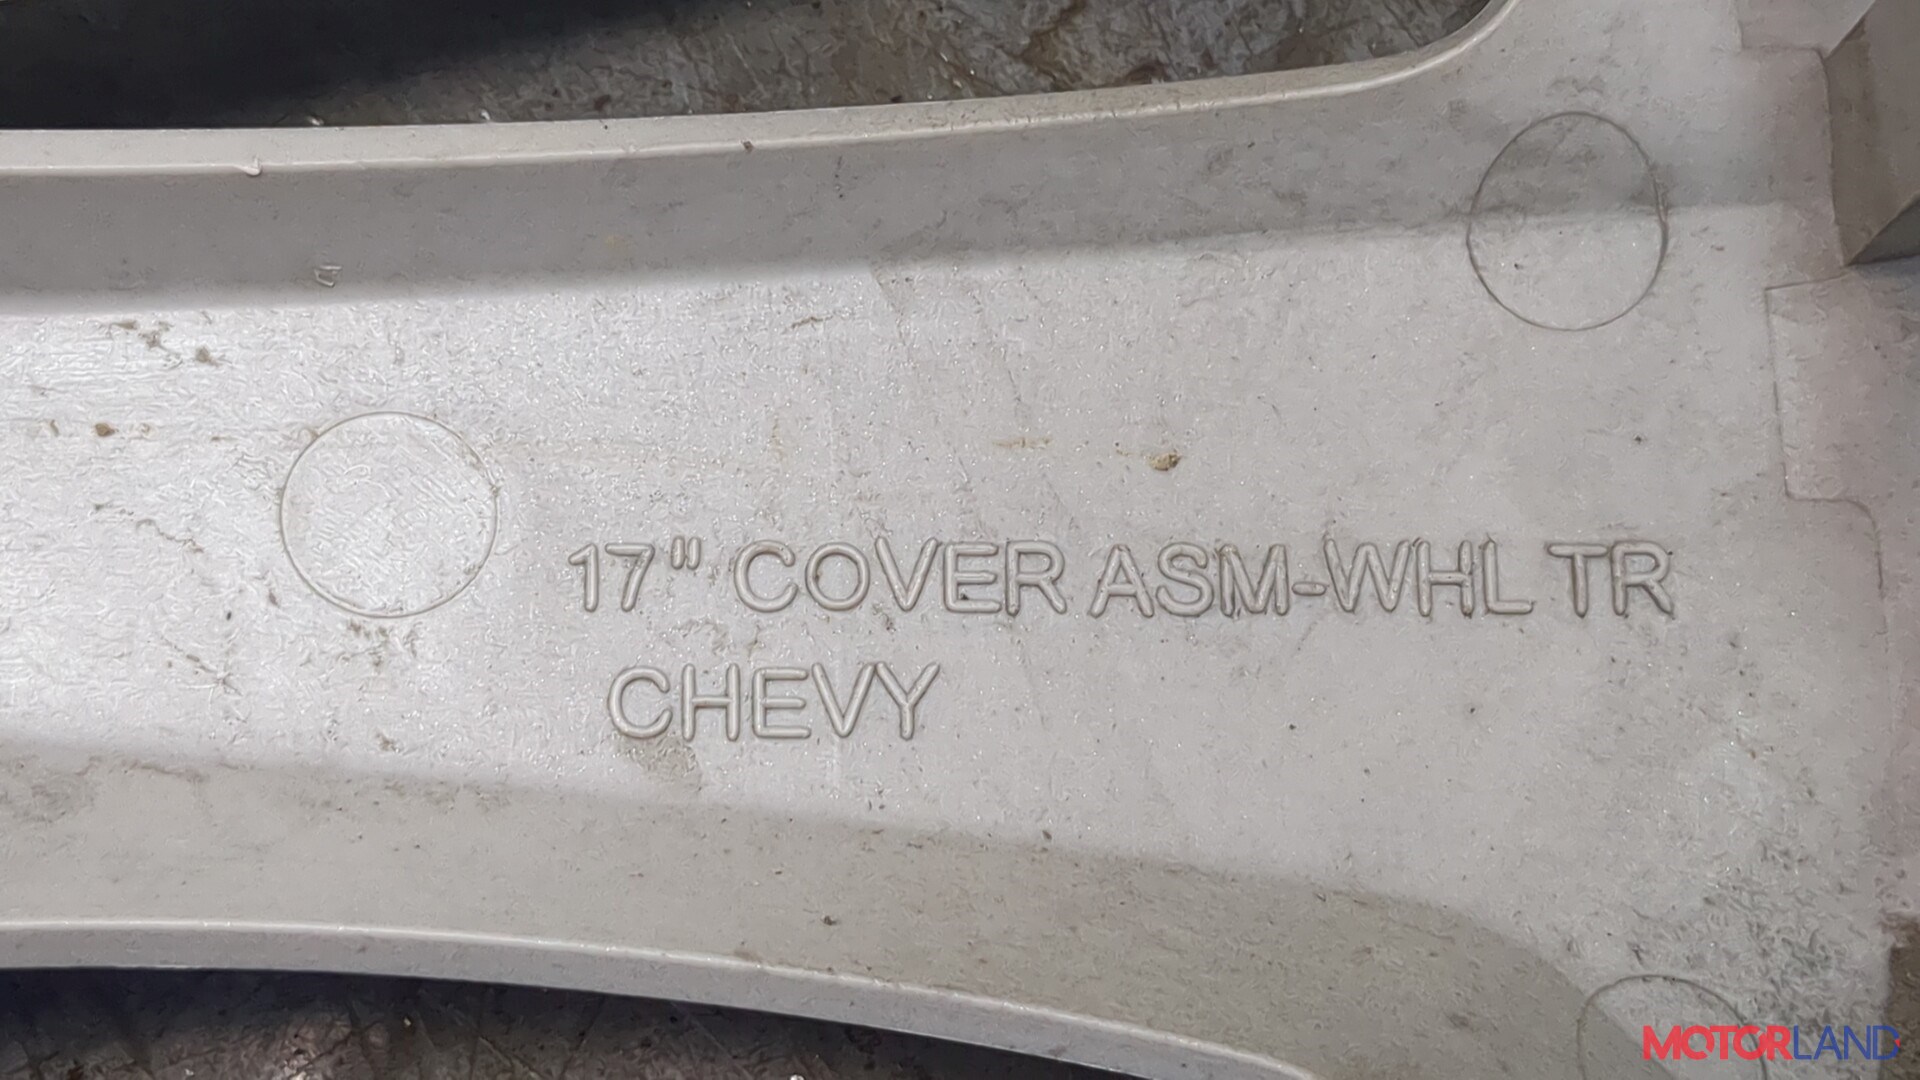 17" COVER ASM-WHL TR
CHEVY
MOTORLAND